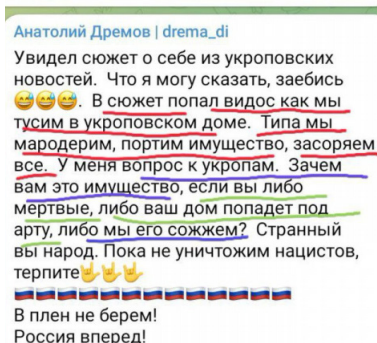 Анатолий Дремов | drema_di
Увидел сюжет о себе из укроповских
новостей. Что я могу сказать, заебись
😅😅😅. В сюжет попал видос как мы
тусим в укроповском доме. Типа мы
мародерим, портим имущество, засоряем
все. У меня вопрос к укропам. Зачем
вам это имущество, если вы либо
мертвые, либо ваш дом попадет под
арту, либо мы его сожжем? Странный
вы народ. Пока не уничтожим нацистов,
терпите🤟🤟🤟
🇷🇺🇷🇺🇷🇺🇷🇺🇷🇺🇷🇺🇷🇺🇷🇺🇷🇺🇷🇺🇷🇺🇷🇺🇷🇺
В плен не берем!
Россия вперед!